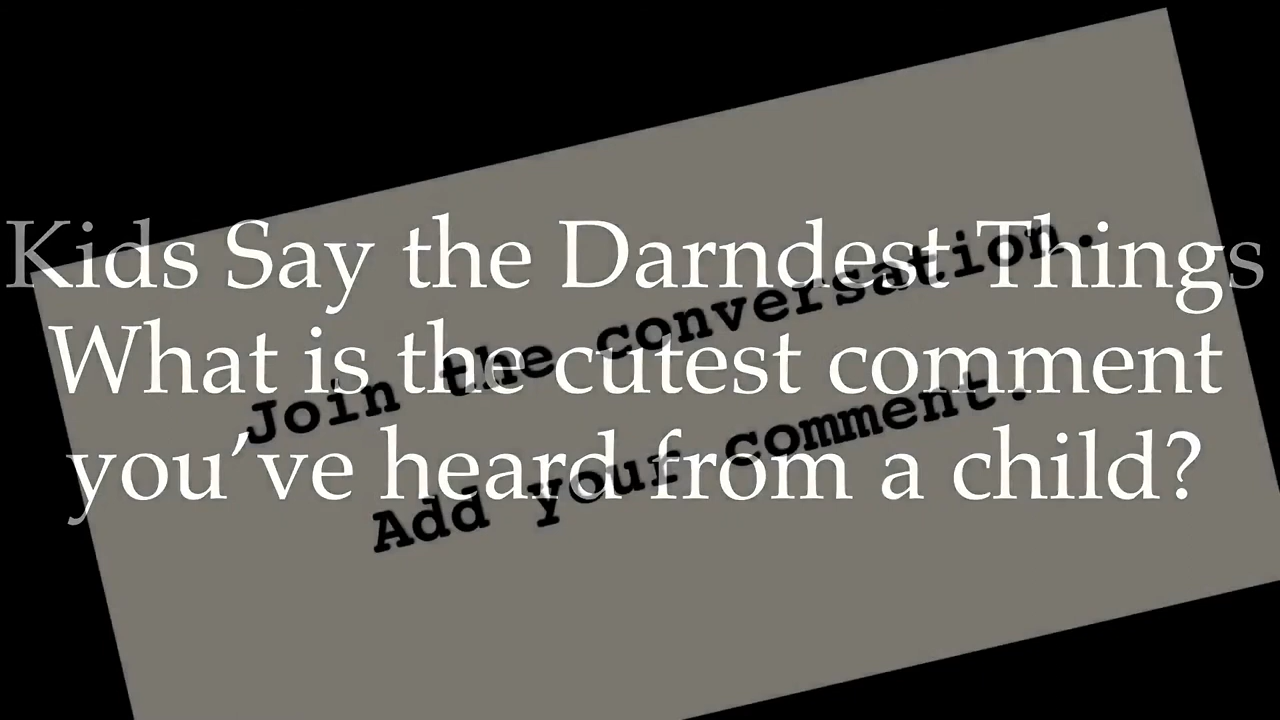 Kids Say the Darndest Things
What is the cutest comment
you’ve heard from a child?
Join the conversation.
Add your comment.